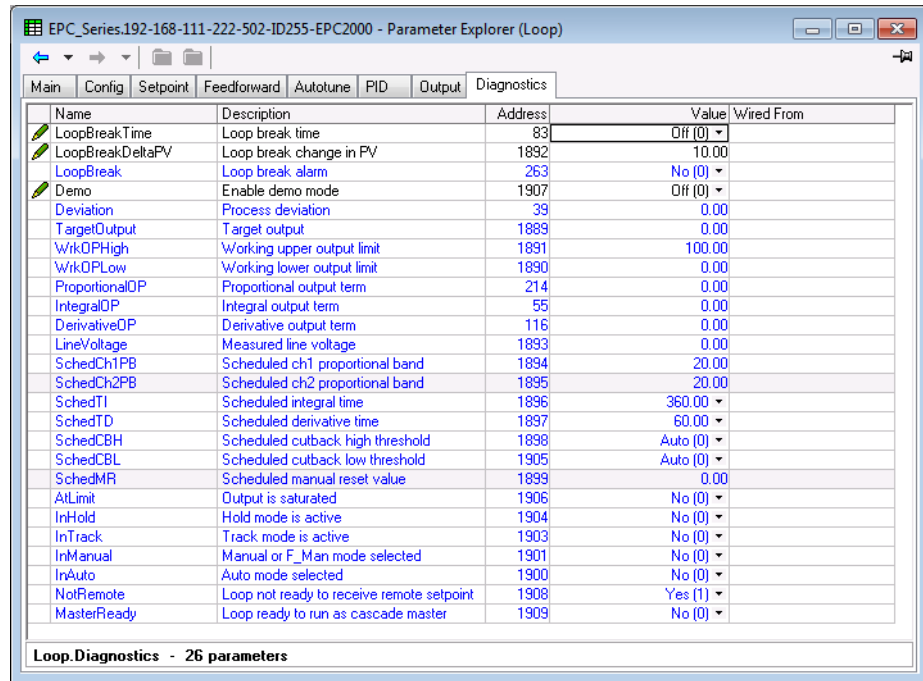 EPC_Series.192-168-111-222-502-ID255-EPC2000 - Parameter Explorer (Loop)
Main Config Setpoint Feedforward Autotune PID Output Diagnostics
Name Description Address Value Wired From
LoopBreakTime Loop break time 83 Off (0)
LoopBreakDeltaPV Loop break change in PV 1892 10.00
LoopBreak Loop break alarm 263 No (0)
Demo Enable demo mode 1907 Off (0)
Deviation Process deviation 39 0.00
TargetOutput Target output 1889 0.00
WrkOPHigh Working upper output limit 1891 100.00
WrkOPLow Working lower output limit 1890 0.00
ProportionalOP Proportional output term 214 0.00
IntegralOP Integral output term 55 0.00
DerivativeOP Derivative output term 116 0.00
LineVoltage Measured line voltage 1893 0.00
SchedCh1PB Scheduled ch1 proportional band 1894 20.00
SchedCh2PB Scheduled ch2 proportional band 1895 20.00
SchedTI Scheduled integral time 1896 360.00
SchedTD Scheduled derivative time 1897 60.00
SchedCBH Scheduled cutback high threshold 1898 Auto (0)
SchedCBL Scheduled cutback low threshold 1905 Auto (0)
SchedMR Scheduled manual reset value 1899 0.00
AtLimit Output is saturated 1906 No (0)
InHold Hold mode is active 1904 No (0)
InTrack Track mode is active 1903 No (0)
InManual Manual or F_Man mode selected 1901 No (0)
InAuto Auto mode selected 1900 No (0)
NotRemote Loop not ready to receive remote setpoint 1908 Yes (1)
MasterReady Loop ready to run as cascade master 1909 No (0)
Loop.Diagnostics - 26 parameters